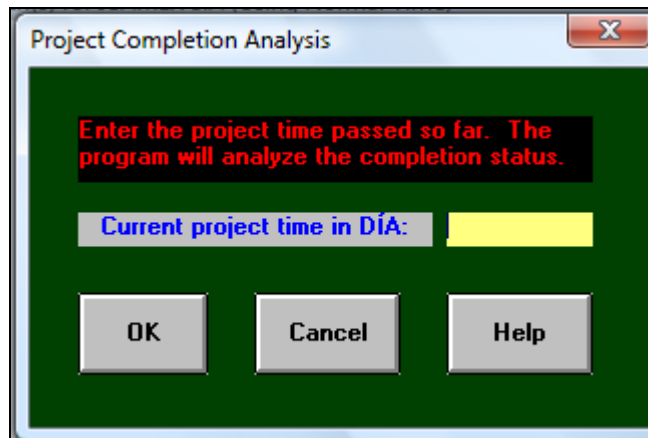 Project Completion Analysis
Enter the project time passed so far. The
program will analyze the completion status.
Current project time in DÍA:
OK Cancel Help